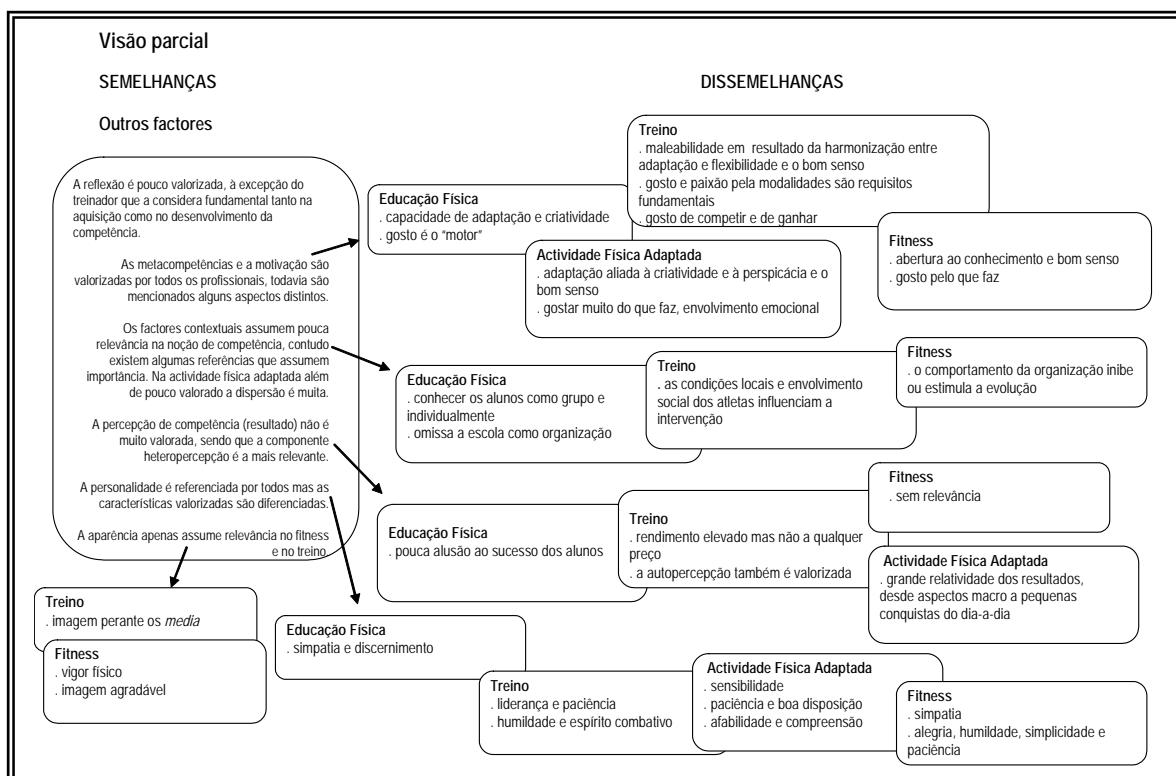 Visão parcial
SEMELHANÇAS
DISSEMELHANÇAS
Outros factores
A reflexão é pouco valorizada, à excepção do
treinador que a considera fundamental tanto na
aquisição como no desenvolvimento da
competência.
As metacompetências e a motivação são
valorizadas por todos os profissionais, todavia são
mencionados alguns aspectos distintos.
Os factores contextuais assumem pouca
relevância na noção de competência, contudo
existem algumas referências que assumem
importância. Na actividade física adaptada além
de pouco valorado a dispersão é muita.
A percepção de competência (resultado) não é
muito valorada, sendo que a componente
heteropercepção é a mais relevante.
A personalidade é referenciada por todos mas as
características valorizadas são diferenciadas.
A aparência apenas assume relevância no fitness
e no treino.
Educação Física
. capacidade de adaptação e criatividade
. gosto é o "motor"
Treino
. maleabilidade em resultado da harmonização entre
adaptação e flexibilidade e o bom senso
. gosto e paixão pela modalidades são requisitos
fundamentais
. gosto de competir e de ganhar
Actividade Física Adaptada
. adaptação aliada à criatividade e à perspicácia e o
bom senso
. gostar muito do que faz, envolvimento emocional
Fitness
. abertura ao conhecimento e bom senso
. gosto pelo que faz
Educação Física
. conhecer os alunos como grupo e
individualmente
. omissa a escola como organização
Treino
. as condições locais e envolvimento
social dos atletas influenciam a
intervenção
Fitness
. o comportamento da organização inibe
ou estimula a evolução
Educação Física
. pouca alusão ao sucesso dos alunos
Treino
. rendimento elevado mas não a qualquer
preço
. a autopercepção também é valorizada
Fitness
. sem relevância
Actividade Física Adaptada
. grande relatividade dos resultados,
desde aspectos macro a pequenas
conquistas do dia-a-dia
Treino
. imagem perante os media
Fitness
. vigor físico
. imagem agradável
Educação Física
. simpatia e discernimento
Treino
. liderança e paciência
. humildade e espírito combativo
Actividade Física Adaptada
. sensibilidade
. paciência e boa disposição
. afabilidade e compreensão
Fitness
. simpatia
. alegria, humildade, simplicidade e
paciência